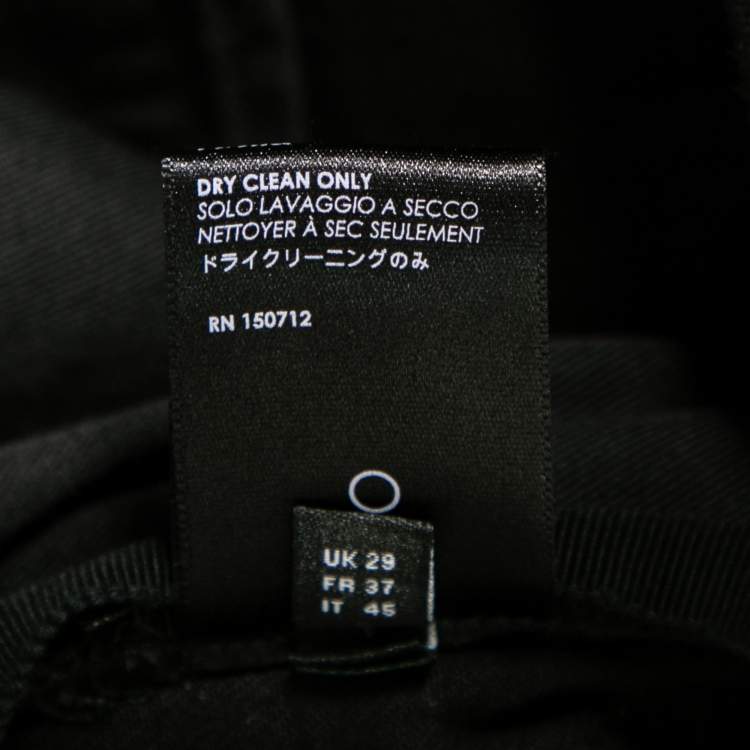 DRY CLEAN ONLY
SOLO LAVAGGIO A SECCO
NETTOYER À SEC SEULEMENT
ドライクリーニングのみ
RN 150712
UK 29
FR 37
IT 45